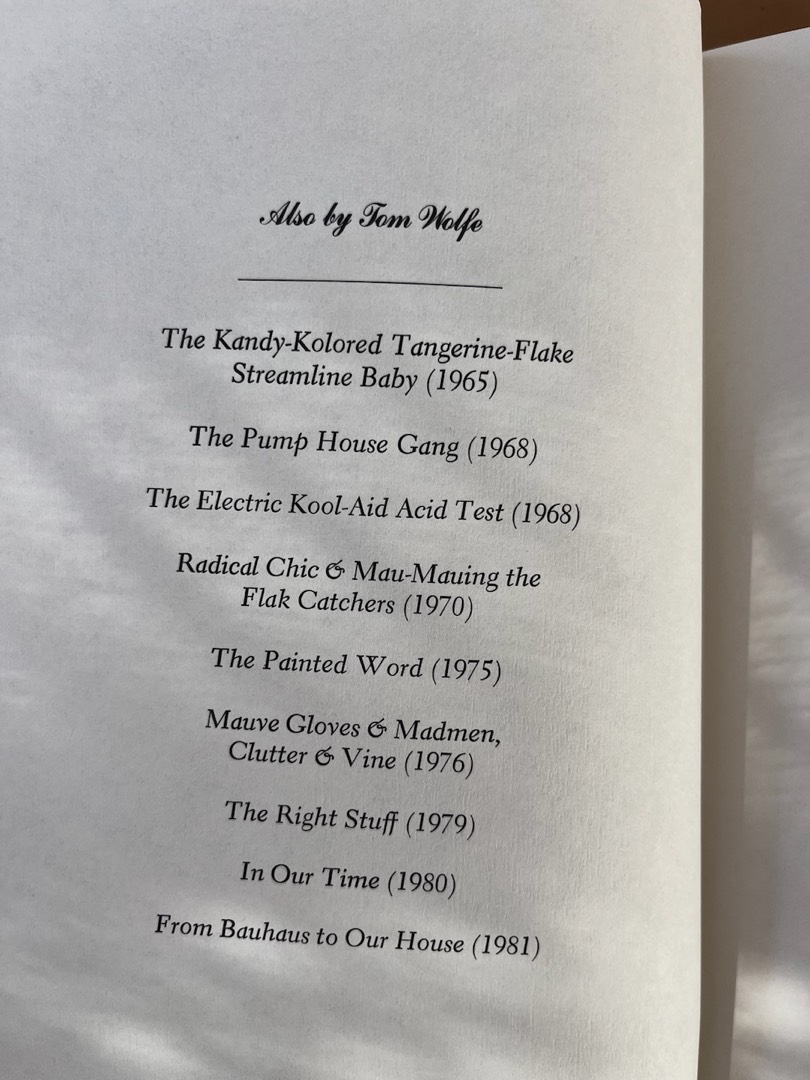 Also by Tom Wolfe
The Kandy-Kolored Tangerine-Flake
Streamline Baby (1965)
The Pump House Gang (1968)
The Electric Kool-Aid Acid Test (1968)
Radical Chic & Mau-Mauing the
Flak Catchers (1970)
The Painted Word (1975)
Mauve Gloves & Madmen,
Clutter & Vine (1976)
The Right Stuff (1979)
In Our Time (1980)
From Bauhaus to Our House (1981)